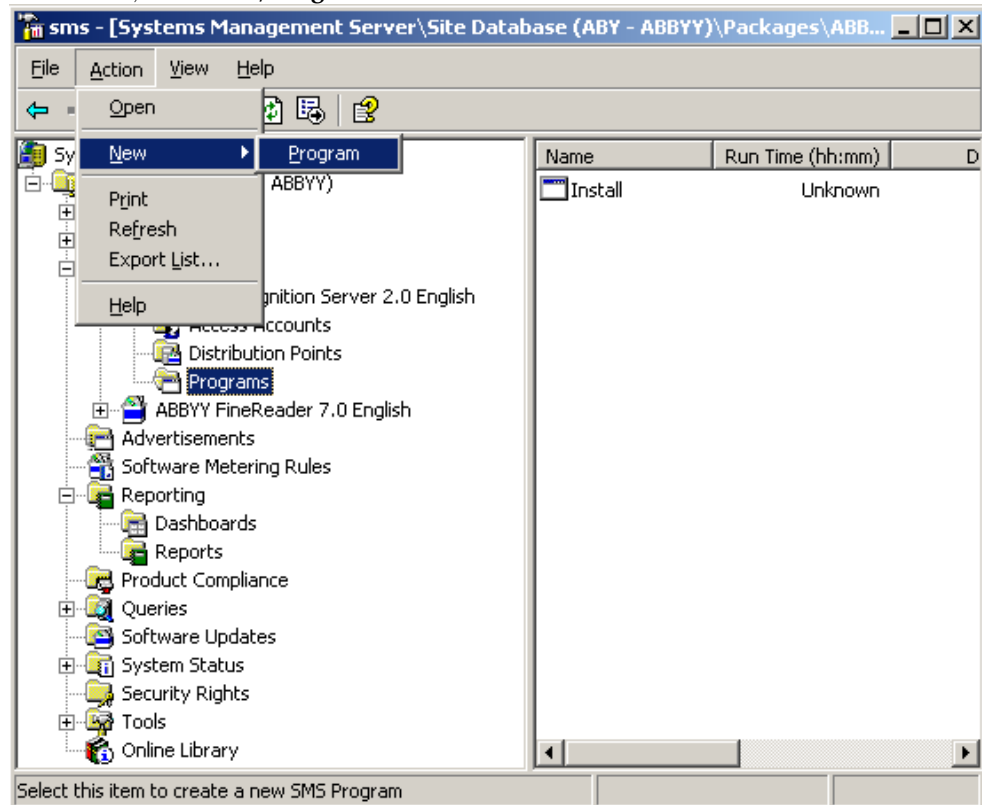 sms - [Systems Management Server\Site Database (ABY - ABBYY)\Packages\ABB...
File Action View Help
Open
New
Program
Print
Refresh
Export List...
Help
Sy
ABBYY)
gnition Server 2.0 English
Access Accounts
Distribution Points
Programs
ABBYY FineReader 7.0 English
Advertisements
Software Metering Rules
Reporting
Dashboards
Reports
Product Compliance
Queries
Software Updates
System Status
Security Rights
Tools
Online Library
Name Run Time (hh:mm) D
Install Unknown
Select this item to create a new SMS Program